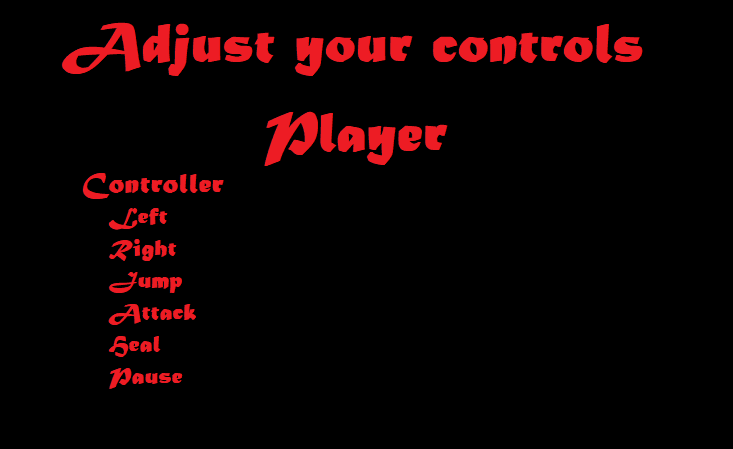 Adjust your controls
Player
Controller
Left
Right
Jump
Attack
Heal
Pause